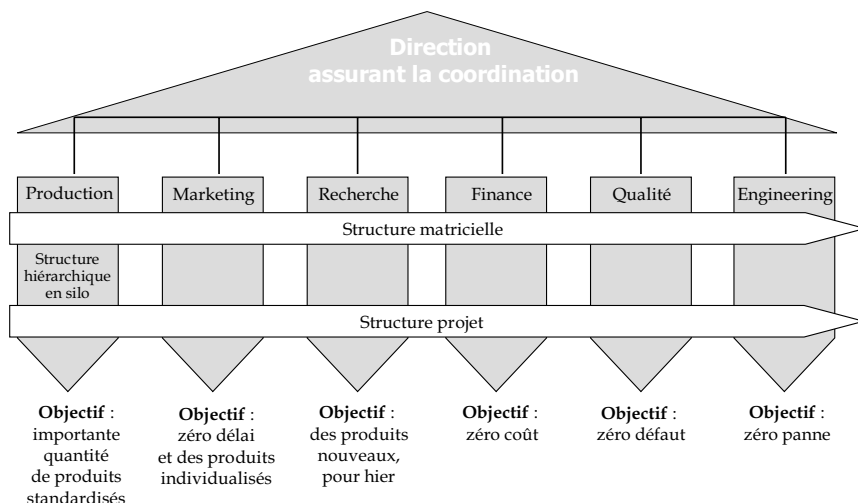 Direction
assurant la coordination
Production
Marketing
Recherche
Finance
Qualité
Engineering
Structure matricielle
Structure
hiérarchique
en silo
Structure projet
Objectif :
importante
quantité
de produits
standardisés
Objectif :
zéro délai
et des produits
individualisés
Objectif :
des produits
nouveaux,
pour hier
Objectif :
zéro coût
Objectif :
zéro défaut
Objectif :
zéro panne